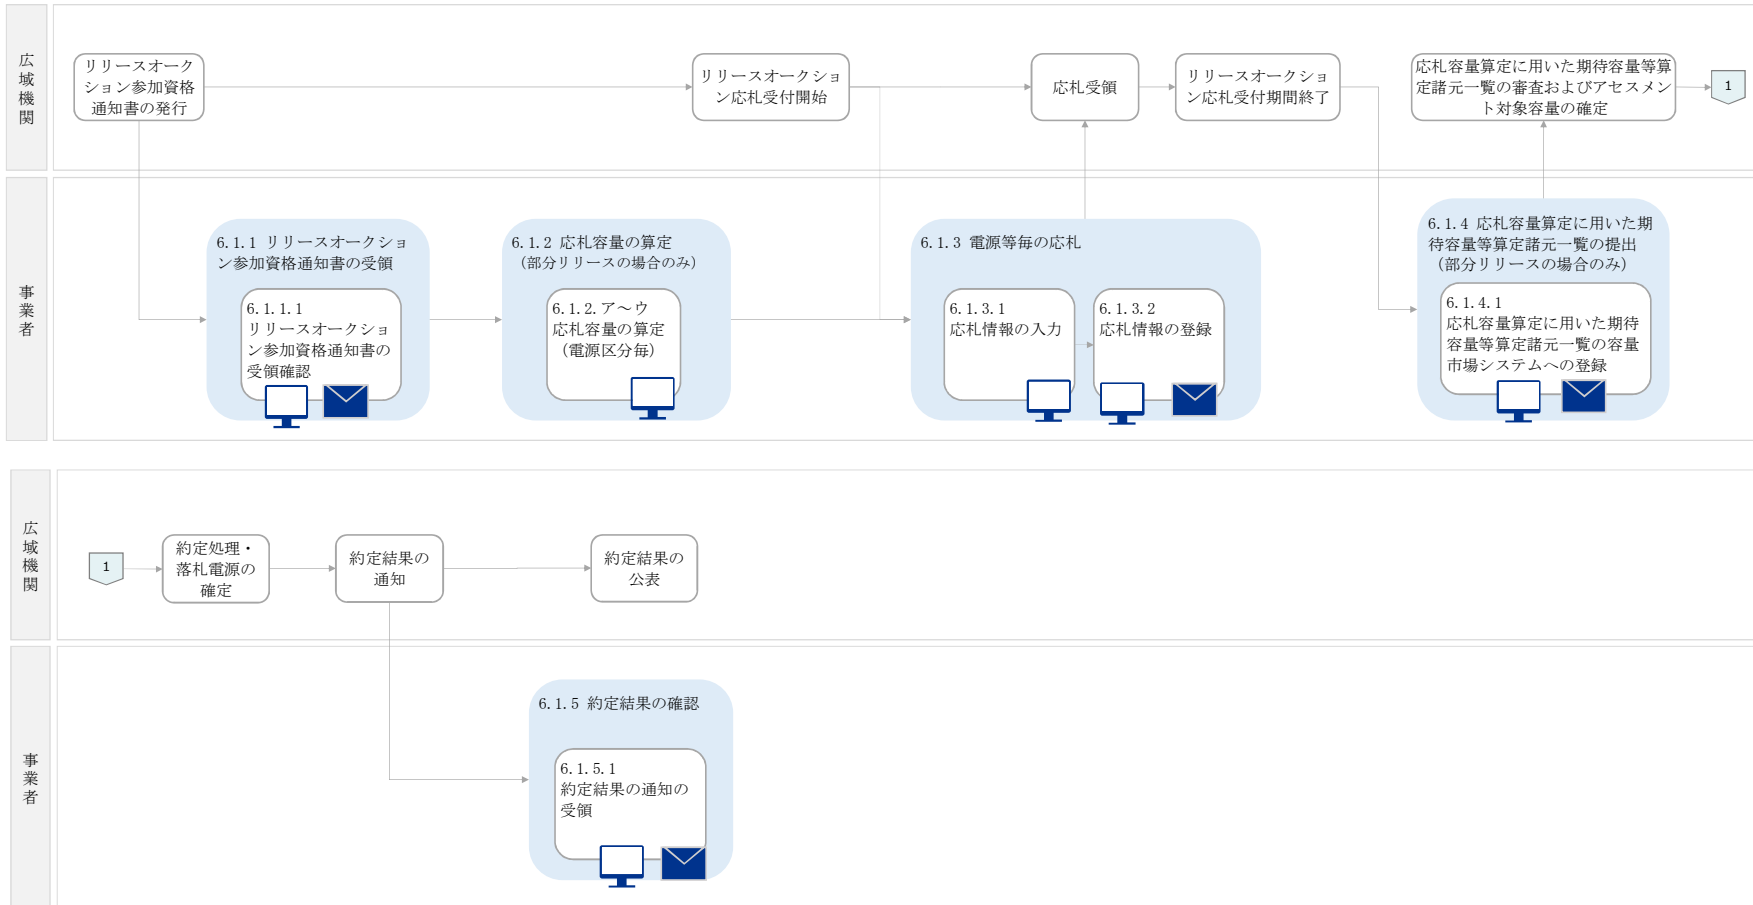 広域機関
リリースオーク
ション参加資格
通知書の発行
リリースオークショ
ン応札受付開始
応札受領
リリースオークショ
ン応札受付期間終了
応札容量算定に用いた期待容量等算
定諸元一覧の審査およびアセスメン
ト対象容量の確定
1
事業者
6.1.1 リリースオークショ
ン参加資格通知書の受領
6.1.1.1
リリースオークショ
ン参加資格通知書の
受領確認
6.1.2 応札容量の算定
（部分リリースの場合のみ）
6.1.2.ア～ウ
応札容量の算定
（電源区分毎）
6.1.3 電源等毎の応札
6.1.3.1
応札情報の入力
6.1.3.2
応札情報の登録
6.1.4 応札容量算定に用いた期
待容量等算定諸元一覧の提出
（部分リリースの場合のみ）
6.1.4.1
応札容量算定に用いた期待
容量等算定諸元一覧の容量
市場システムへの登録
広域機関
1
約定処理・
落札電源の
確定
約定結果の
通知
約定結果の
公表
事業者
6.1.5 約定結果の確認
6.1.5.1
約定結果の通知の
受領